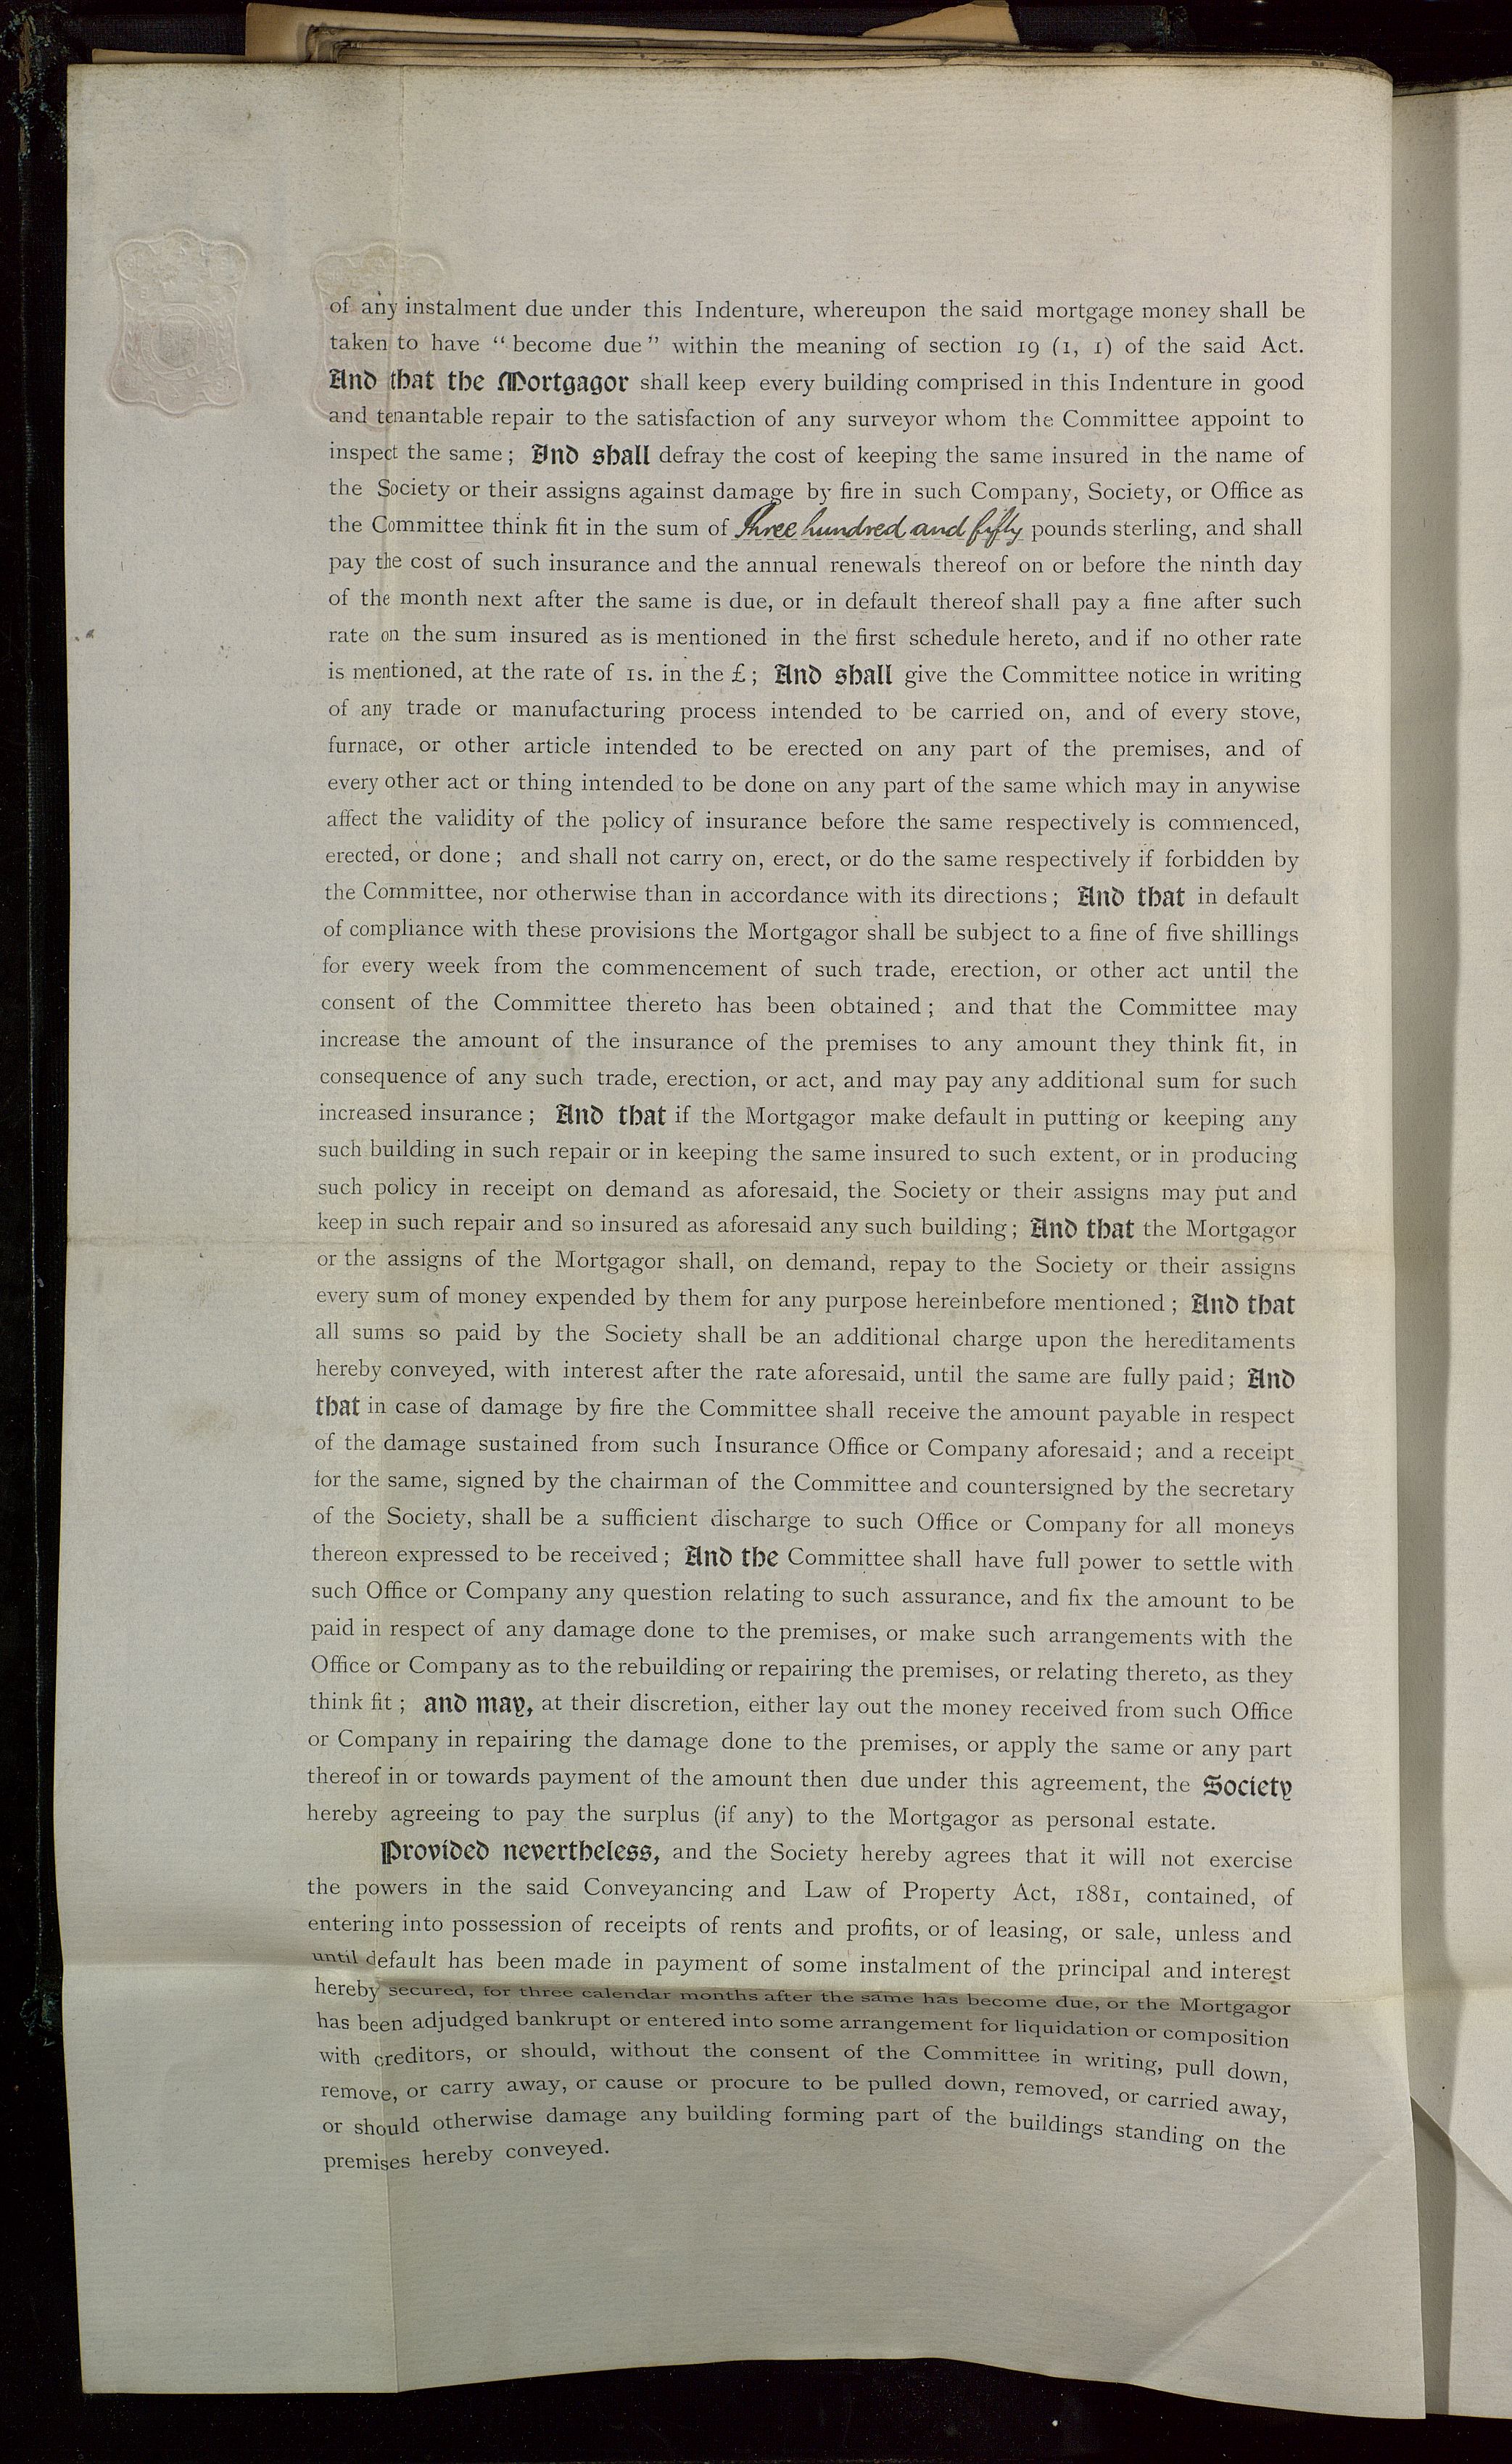 of any instalment due under this Indenture, whereupon the said mortgage money shall be
taken to have “become due” within the meaning of section 19 (1, 1) of the said Act.
And that the Mortgagor shall keep every building comprised in this Indenture in good
and tenantable repair to the satisfaction of any surveyor whom the Committee appoint to
inspect the same; And shall defray the cost of keeping the same insured in the name of
the Society or their assigns against damage by fire in such Company, Society, or Office as
the Committee think fit in the sum of three hundred and fifty pounds sterling, and shall
pay the cost of such insurance and the annual renewals thereof on or before the ninth day
of the month next after the same is due, or in default thereof shall pay a fine after such
rate on the sum insured as is mentioned in the first schedule hereto, and if no other rate
is mentioned, at the rate of 1s. in the £; And shall give the Committee notice in writing
of any trade or manufacturing process intended to be carried on, and of every stove,
furnace, or other article intended to be erected on any part of the premises, and of
every other act or thing intended to be done on any part of the same which may in anywise
affect the validity of the policy of insurance before the same respectively is commenced,
erected, or done; and shall not carry on, erect, or do the same respectively if forbidden by
the Committee, nor otherwise than in accordance with its directions; And that in default
of compliance with these provisions the Mortgagor shall be subject to a fine of five shillings
for every week from the commencement of such trade, erection, or other act until the
consent of the Committee thereto has been obtained; and that the Committee may
increase the amount of the insurance of the premises to any amount they think fit, in
consequence of any such trade, erection, or act, and may pay any additional sum for such
increased insurance; And that if the Mortgagor make default in putting or keeping any
such building in such repair or in keeping the same insured to such extent, or in producing
such policy in receipt on demand as aforesaid, the Society or their assigns may put and
keep in such repair and so insured as aforesaid any such building; And that the Mortgagor
or the assigns of the Mortgagor shall, on demand, repay to the Society or their assigns
every sum of money expended by them for any purpose hereinbefore mentioned; And that
all sums so paid by the Society shall be an additional charge upon the hereditaments
hereby conveyed, with interest after the rate aforesaid, until the same are fully paid; And
that in case of damage by fire the Committee shall receive the amount payable in respect
of the damage sustained from such Insurance Office or Company aforesaid; and a receipt
for the same, signed by the chairman of the Committee and countersigned by the secretary
of the Society, shall be a sufficient discharge to such Office or Company for all moneys
thereon expressed to be received; And the Committee shall have full power to settle with
such Office or Company any question relating to such assurance, and fix the amount to be
paid in respect of any damage done to the premises, or make such arrangements with the
Office or Company as to the rebuilding or repairing the premises, or relating thereto, as they
think fit; and may, at their discretion, either lay out the money received from such Office
or Company in repairing the damage done to the premises, or apply the same or any part
thereof in or towards payment of the amount then due under this agreement, the Society
hereby agreeing to pay the surplus (if any) to the Mortgagor as personal estate.
Provided nevertheless, and the Society hereby agrees that it will not exercise
the powers in the said Conveyancing and Law of Property Act, 1881, contained, of
entering into possession of receipts of rents and profits, or of leasing, or sale, unless and
until default has been made in payment of some instalment of the principal and interest
hereby secured, for three calendar months after the same has become due, or the Mortgagor
has been adjudged bankrupt or entered into some arrangement for liquidation or composition
with creditors, or should, without the consent of the Committee in writing, pull down,
remove, or carry away, or cause or procure to be pulled down, removed, or carried away,
or should otherwise damage any building forming part of the buildings standing on the
premises hereby conveyed.